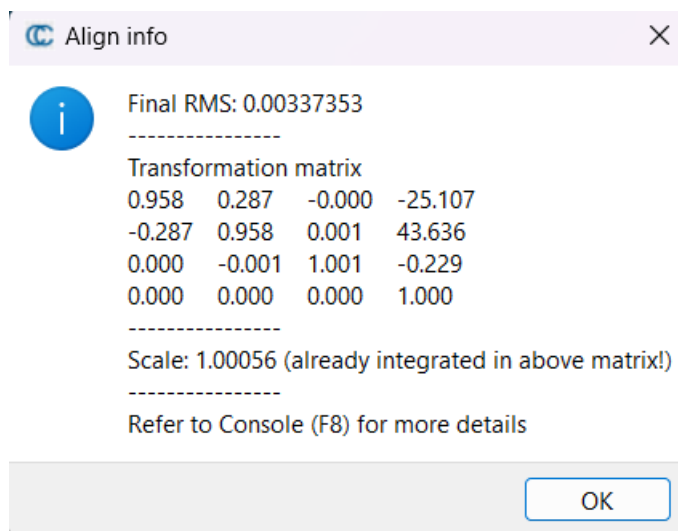 Align info
Final RMS: 0.00337353
----------------
Transformation matrix
0.958 0.287 -0.000 -25.107
-0.287 0.958 0.001 43.636
0.000 -0.001 1.001 -0.229
0.000 0.000 0.000 1.000
----------------
Scale: 1.00056 (already integrated in above matrix!)
----------------
Refer to Console (F8) for more details
OK